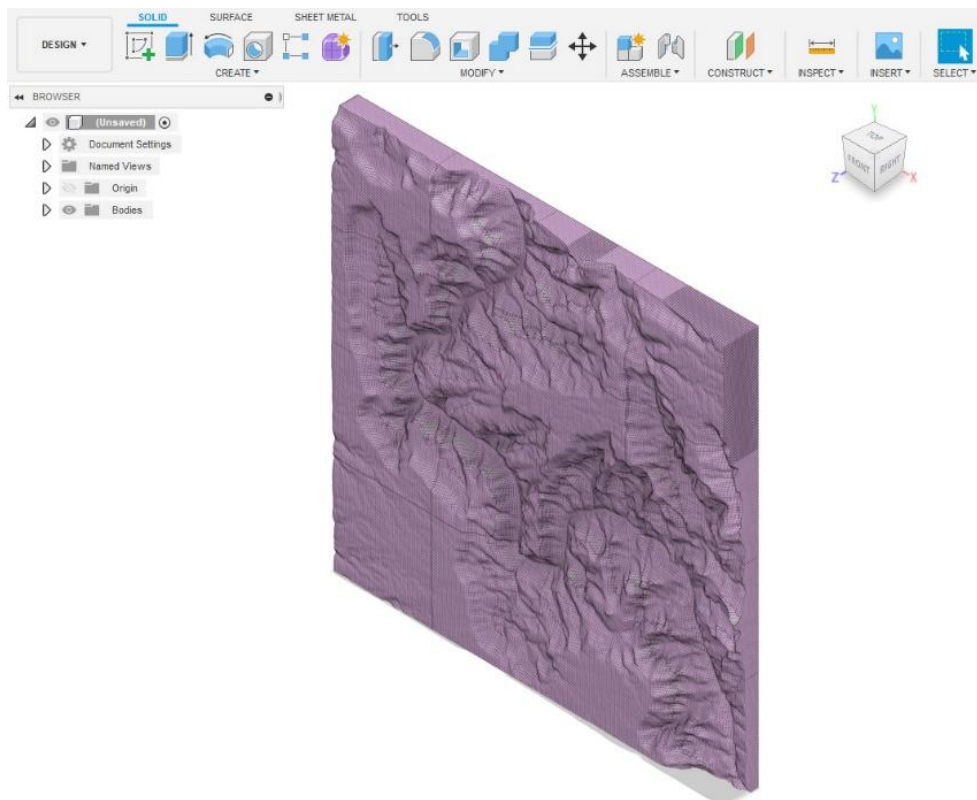 SOLID SURFACE SHEET METAL TOOLS
DESIGN ▾
CREATE ▾ MODIFY ▾ ASSEMBLE ▾ CONSTRUCT ▾ INSPECT ▾ INSERT ▾ SELECT ▾
BROWSER
(Unsaved)
Document Settings
Named Views
Origin
Bodies
Y
TOP
FRONT RIGHT
Z X